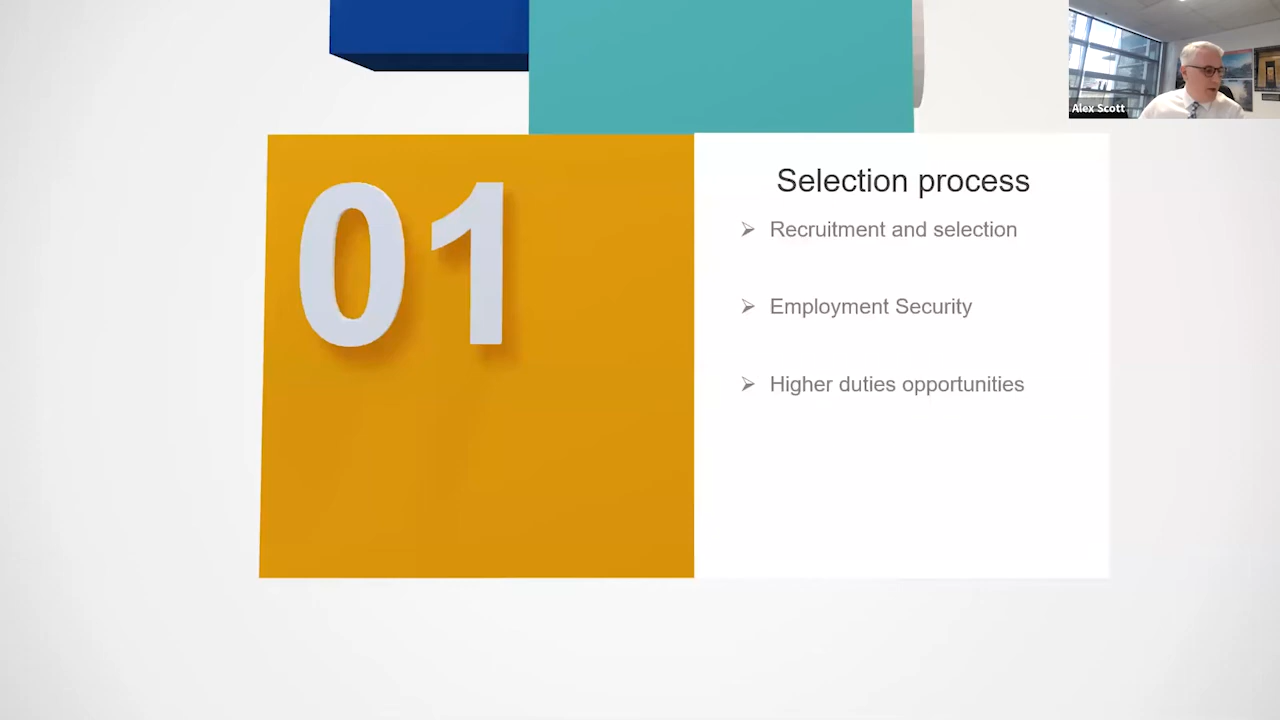 Alex Scott
01
Selection process
Recruitment and selection
Employment Security
Higher duties opportunities